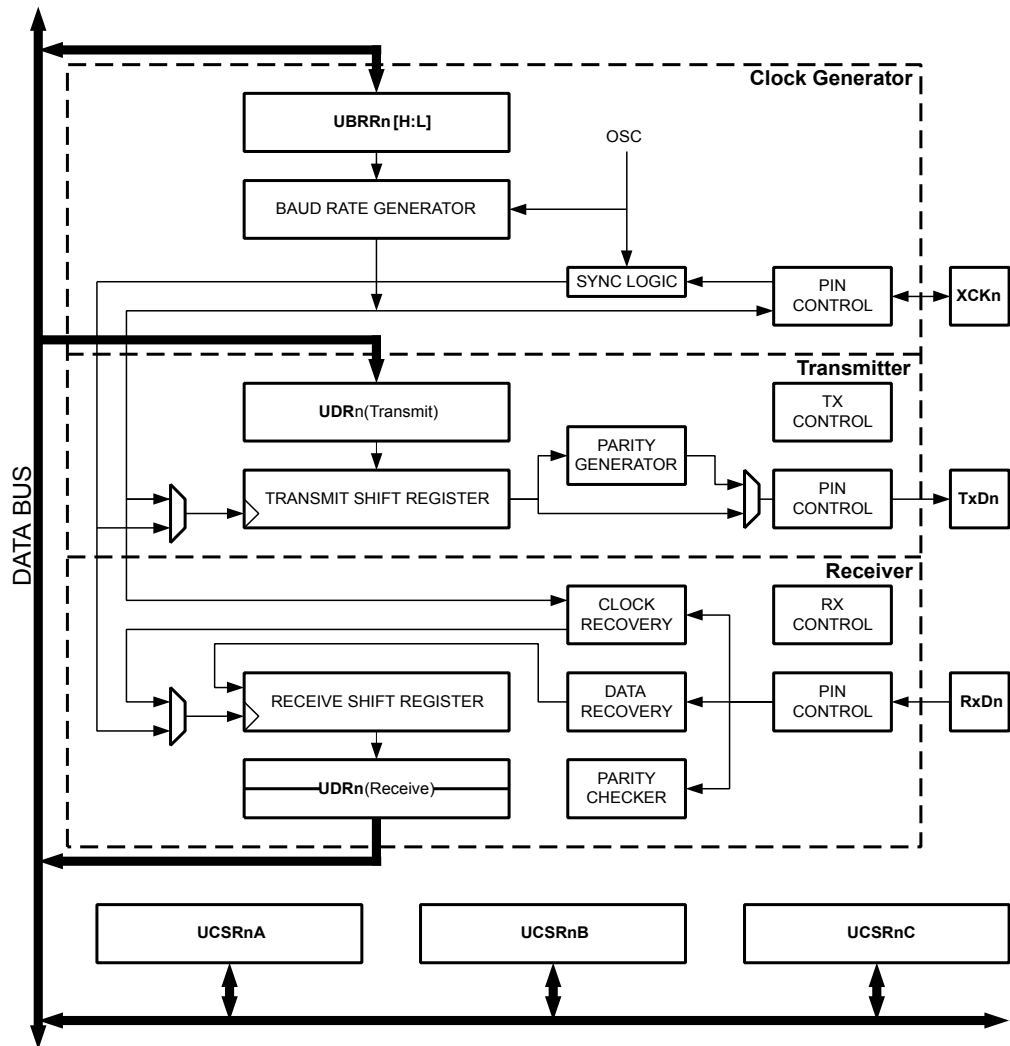 Clock Generator
UBRRn [H:L]
OSC
BAUD RATE GENERATOR
SYNC LOGIC
PIN
CONTROL
XCKn
Transmitter
UDRn(Transmit)
TX
CONTROL
PARITY
GENERATOR
TRANSMIT SHIFT REGISTER
PIN
CONTROL
TxDn
DATA BUS
Receiver
CLOCK
RECOVERY
RX
CONTROL
RECEIVE SHIFT REGISTER
DATA
RECOVERY
PIN
CONTROL
RxDn
UDRn(Receive)
PARITY
CHECKER
UCSRnA
UCSRnB
UCSRnC